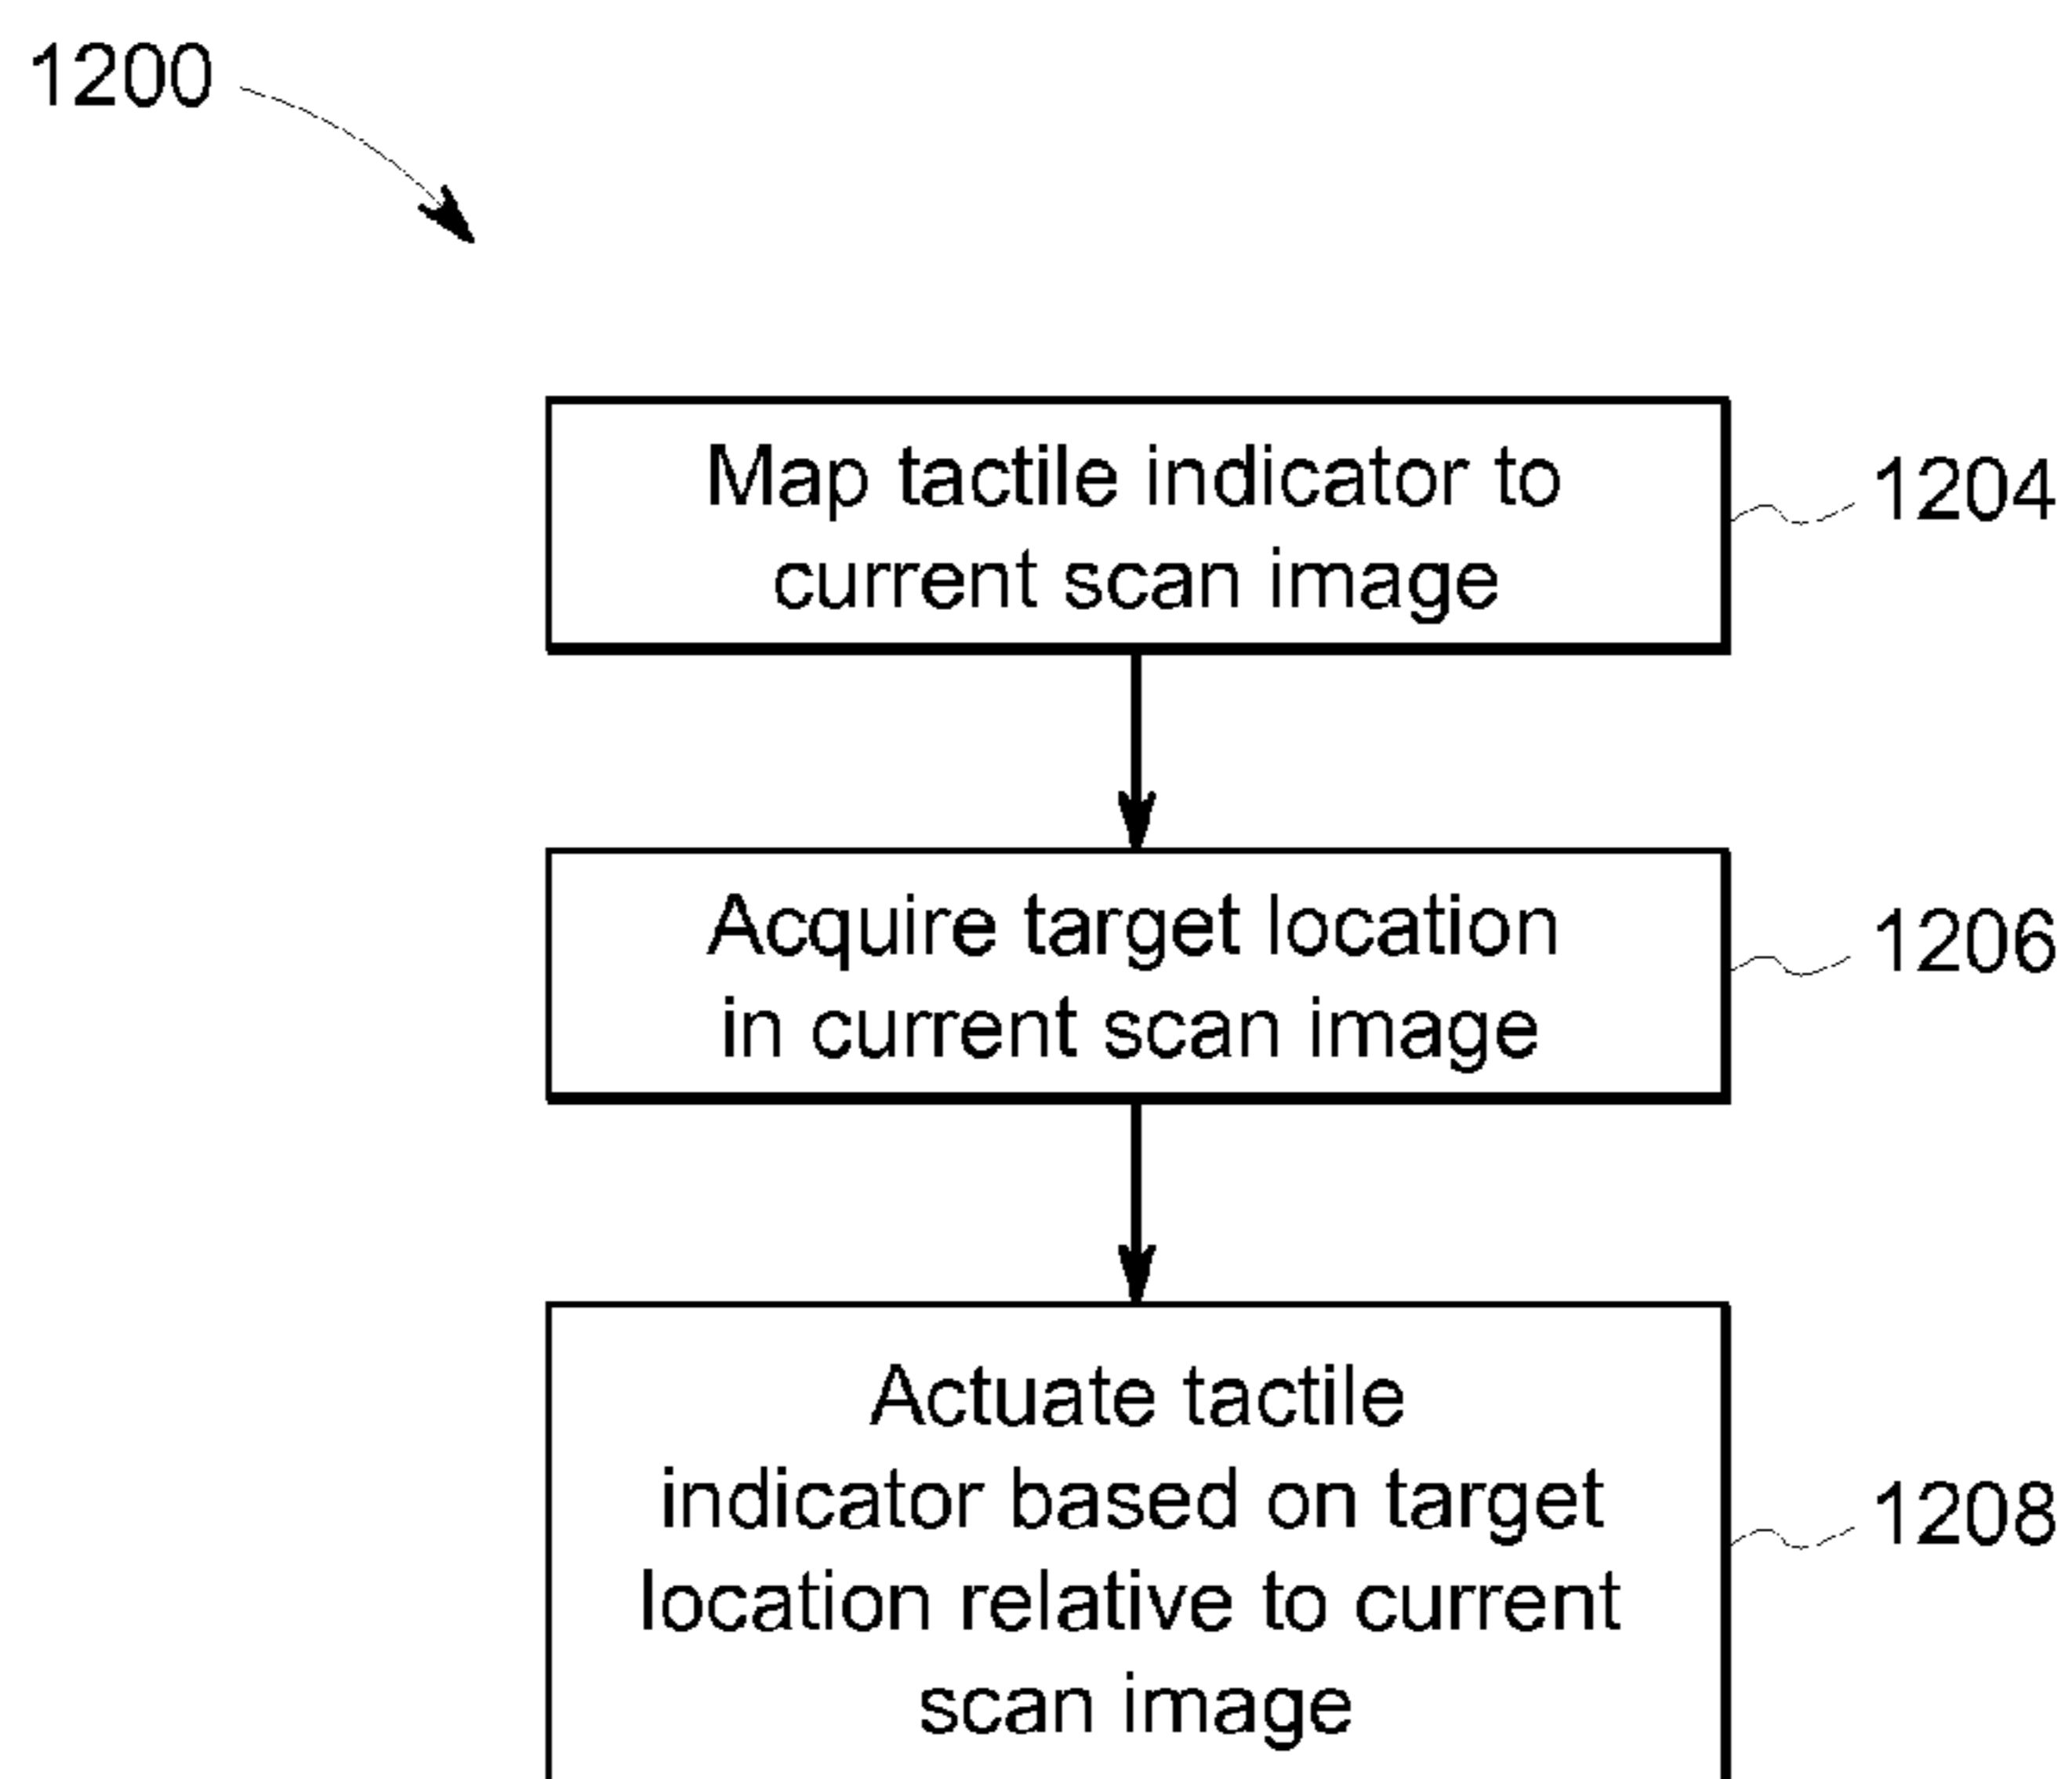 1200
Map tactile indicator to
current scan image
1204
Acquire target location
in current scan image
1206
Actuate tactile
indicator based on target
location relative to current
scan image
1208